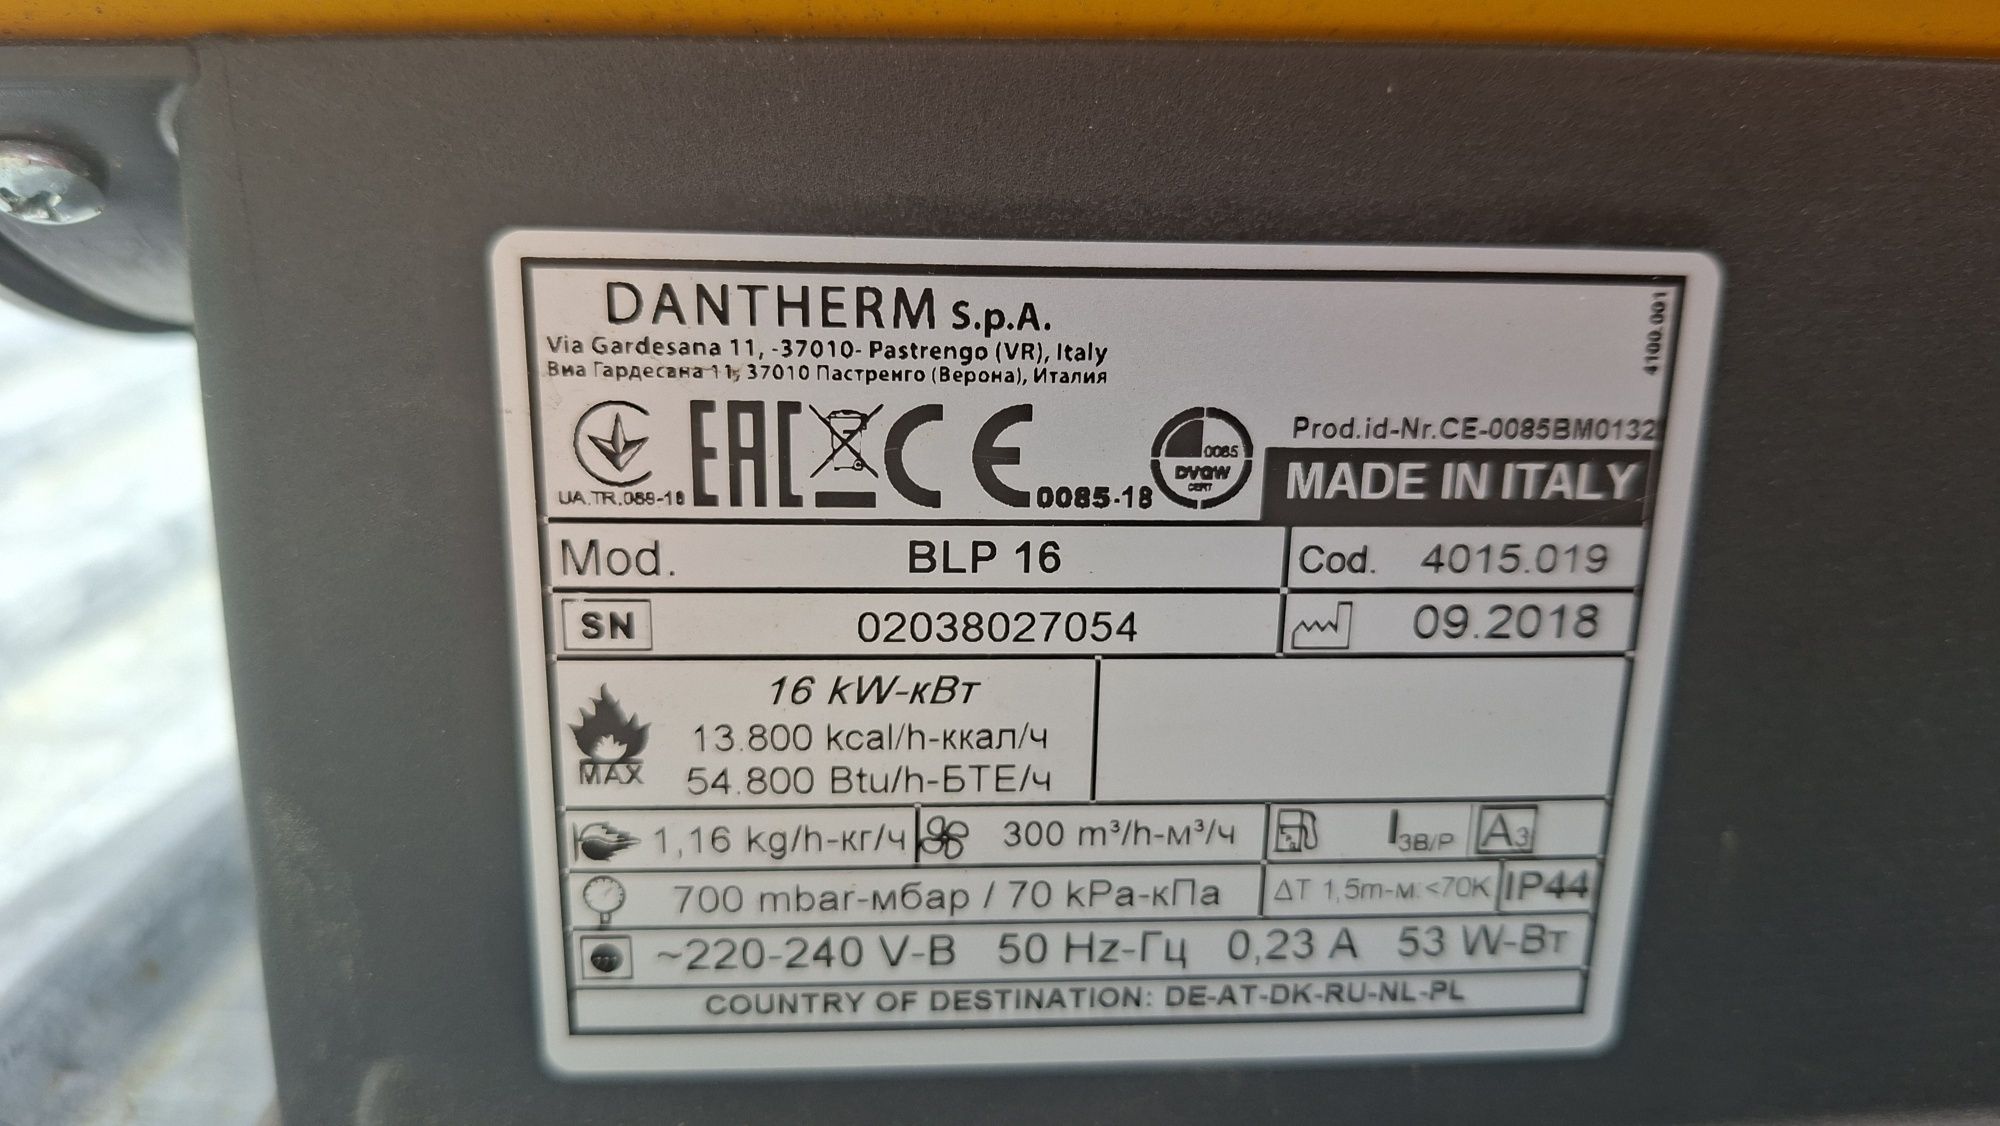 DANTHERM S.p.A.
4100.001
Via Gardesana 11, -37010- Pastrengo (VR), Italy
Виа Гардесана 11, 37010 Пастренго (Верона), Италия
Prod.id-Nr.CE-0085BM0132
EAC CE 0085 DVGW CERT
UA.TR.089-18 0085-18
MADE IN ITALY
Mod. BLP 16 Cod. 4015.019
SN 02038027054 09.2018
16 kW-кВт
13.800 kcal/h-ккал/ч
MAX 54.800 Btu/h-БТЕ/ч
1,16 kg/h-кг/ч 300 m³/h-м³/ч I3B/P A3
700 mbar-мбар / 70 kPa-кПа ΔT 1,5m-м:<70K IP44
~220-240 V-В 50 Hz-Гц 0,23 A 53 W-Вт
COUNTRY OF DESTINATION: DE-AT-DK-RU-NL-PL